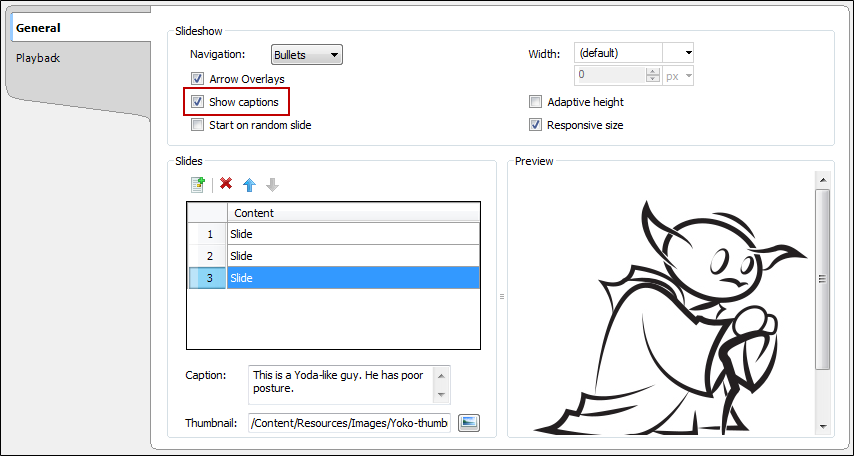 General
Playback
Slideshow
Navigation: Bullets
Width: (default)
0 px
Arrow Overlays
Show captions
Adaptive height
Start on random slide
Responsive size
Slides
Content
1 Slide
2 Slide
3 Slide
Caption: This is a Yoda-like guy. He has poor
posture.
Thumbnail: /Content/Resources/Images/Yoko-thumb
Preview